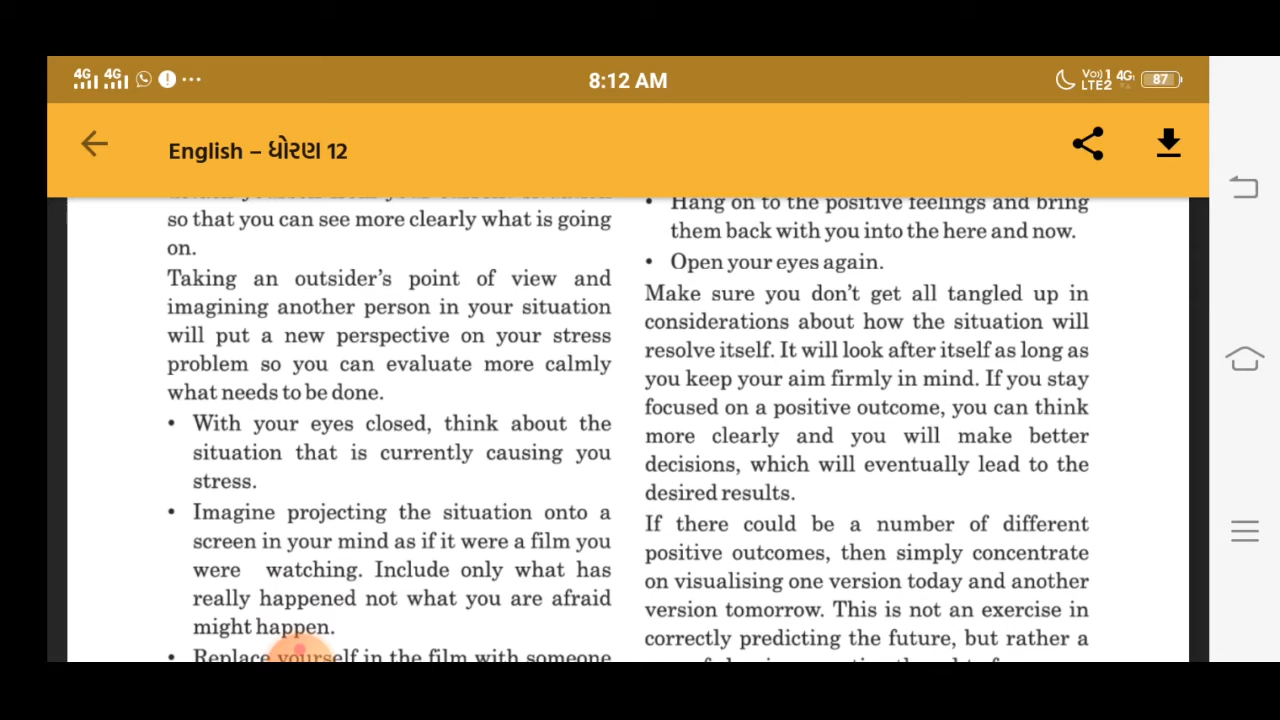 4G 4G
8:12 AM
Vo) 1 4G
LTE2
87
English – ધોરણ 12
so that you can see more clearly what is going
on.
Taking an outsider's point of view and
imagining another person in your situation
will put a new perspective on your stress
problem so you can evaluate more calmly
what needs to be done.
• With your eyes closed, think about the
situation that is currently causing you
stress.
• Imagine projecting the situation onto a
screen in your mind as if it were a film you
were watching. Include only what has
really happened not what you are afraid
might happen.
• Replace yourself in the film with someone
• Hang on to the positive feelings and bring
them back with you into the here and now.
• Open your eyes again.
Make sure you don't get all tangled up in
considerations about how the situation will
resolve itself. It will look after itself as long as
you keep your aim firmly in mind. If you stay
focused on a positive outcome, you can think
more clearly and you will make better
decisions, which will eventually lead to the
desired results.
If there could be a number of different
positive outcomes, then simply concentrate
on visualising one version today and another
version tomorrow. This is not an exercise in
correctly predicting the future, but rather a